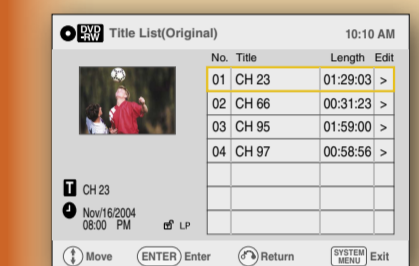 DVD -RW Title List(Original) 10:10 AM
No. Title Length Edit
01 CH 23 01:29:03 >
02 CH 66 00:31:23 >
03 CH 95 01:59:00 >
04 CH 97 00:58:56 >
T CH 23
Nov/16/2004
08:00 PM LP
Move ENTER Enter Return SYSTEM MENU Exit